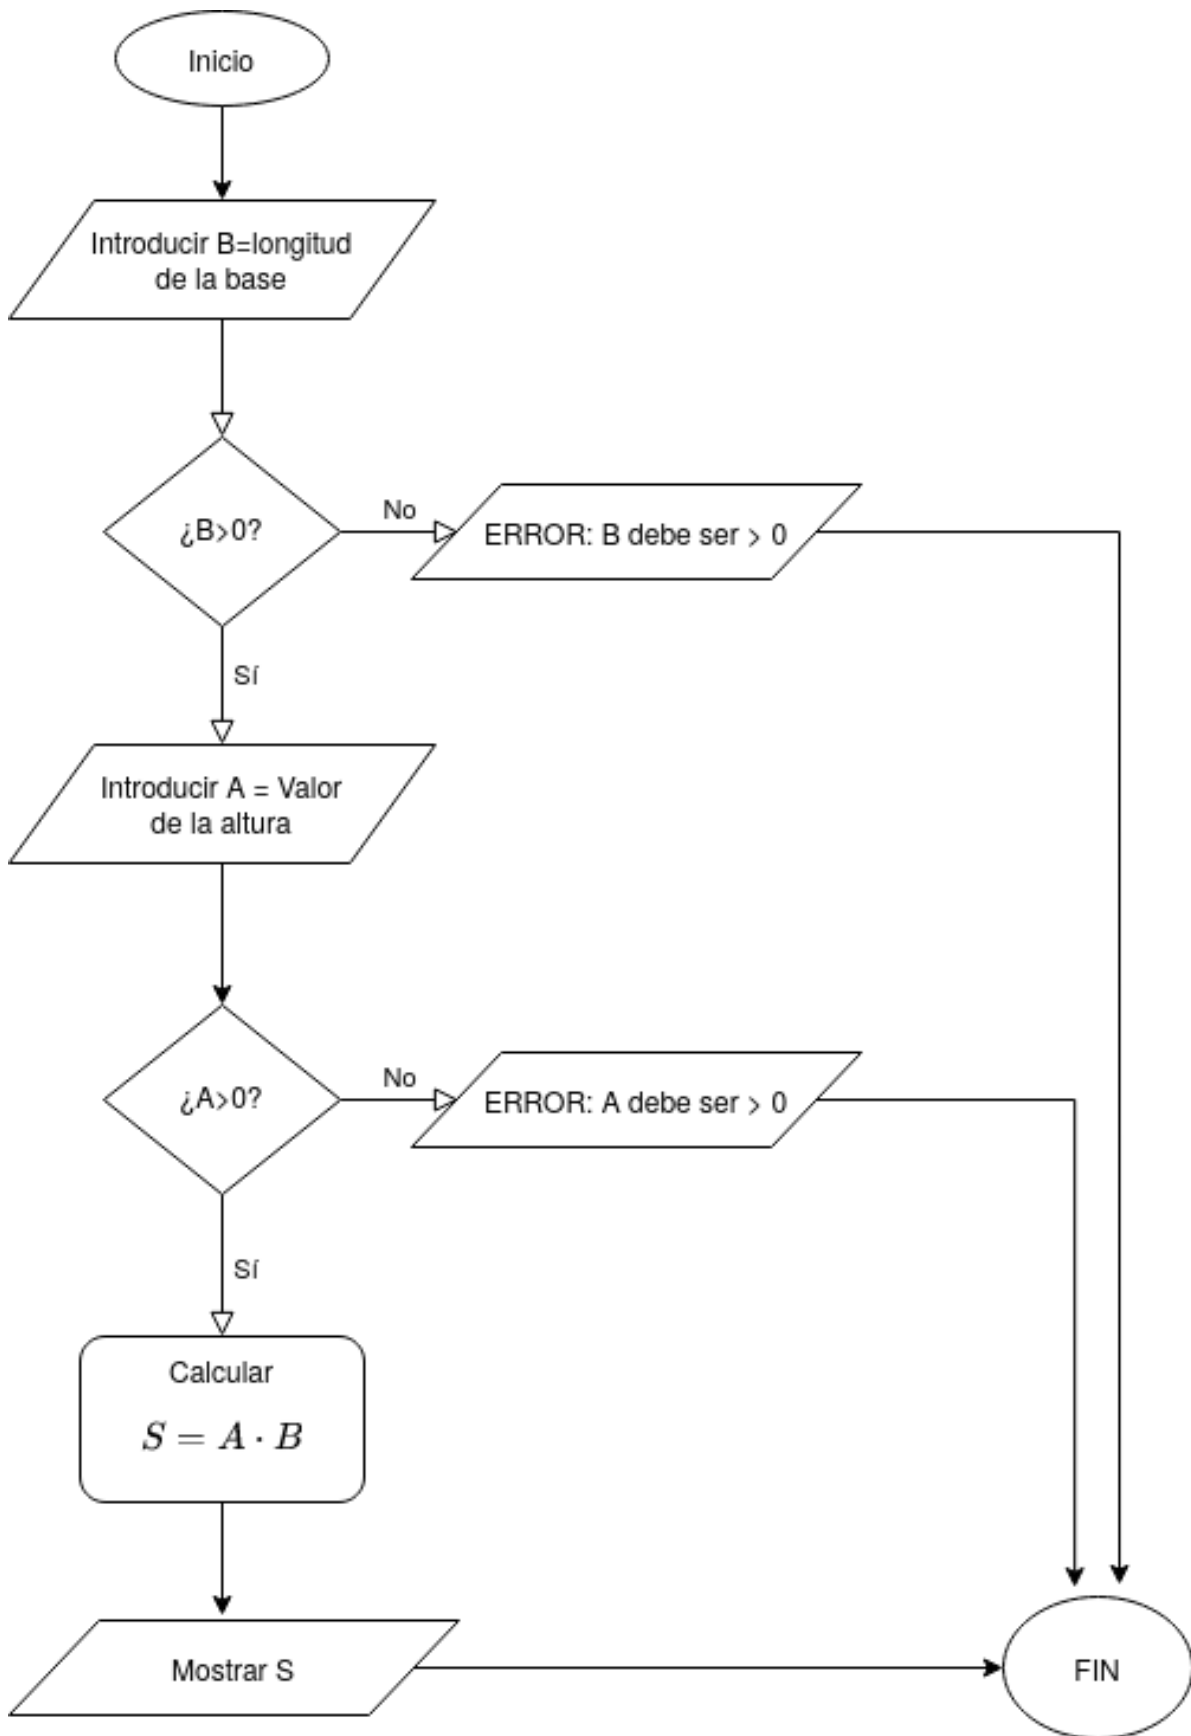 Inicio
Introducir B=longitud
de la base
¿B>0?
No
ERROR: B debe ser > 0
Sí
Introducir A = Valor
de la altura
¿A>0?
No
ERROR: A debe ser > 0
Sí
Calcular
S = A · B
Mostrar S
FIN